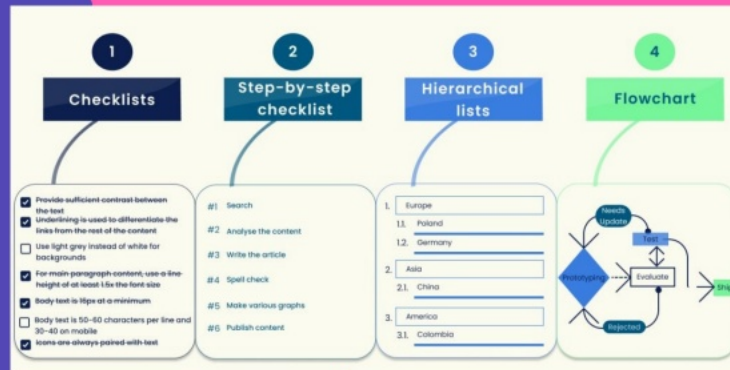 1
Checklists
Provide sufficient contrast between
the text
Underlining is used to differentiate the
links from the rest of the content
Use light grey instead of white for
backgrounds
For main paragraph content, use a line
height of at least 1.5x the font size
Body text is 16px at a minimum
Body text is 50-60 characters per line and
30-40 on mobile
Icons are always paired with text
2
Step-by-step
checklist
#1 Search
#2 Analyse the content
#3 Write the article
#4 Spell check
#5 Make various graphs
#6 Publish content
3
Hierarchical
lists
1. Europe
1.1. Poland
1.2. Germany
2. Asia
2.1. China
3. America
3.1. Colombia
4
Flowchart
Needs
Update
Test
Prototyping
Evaluate
Ship
Rejected